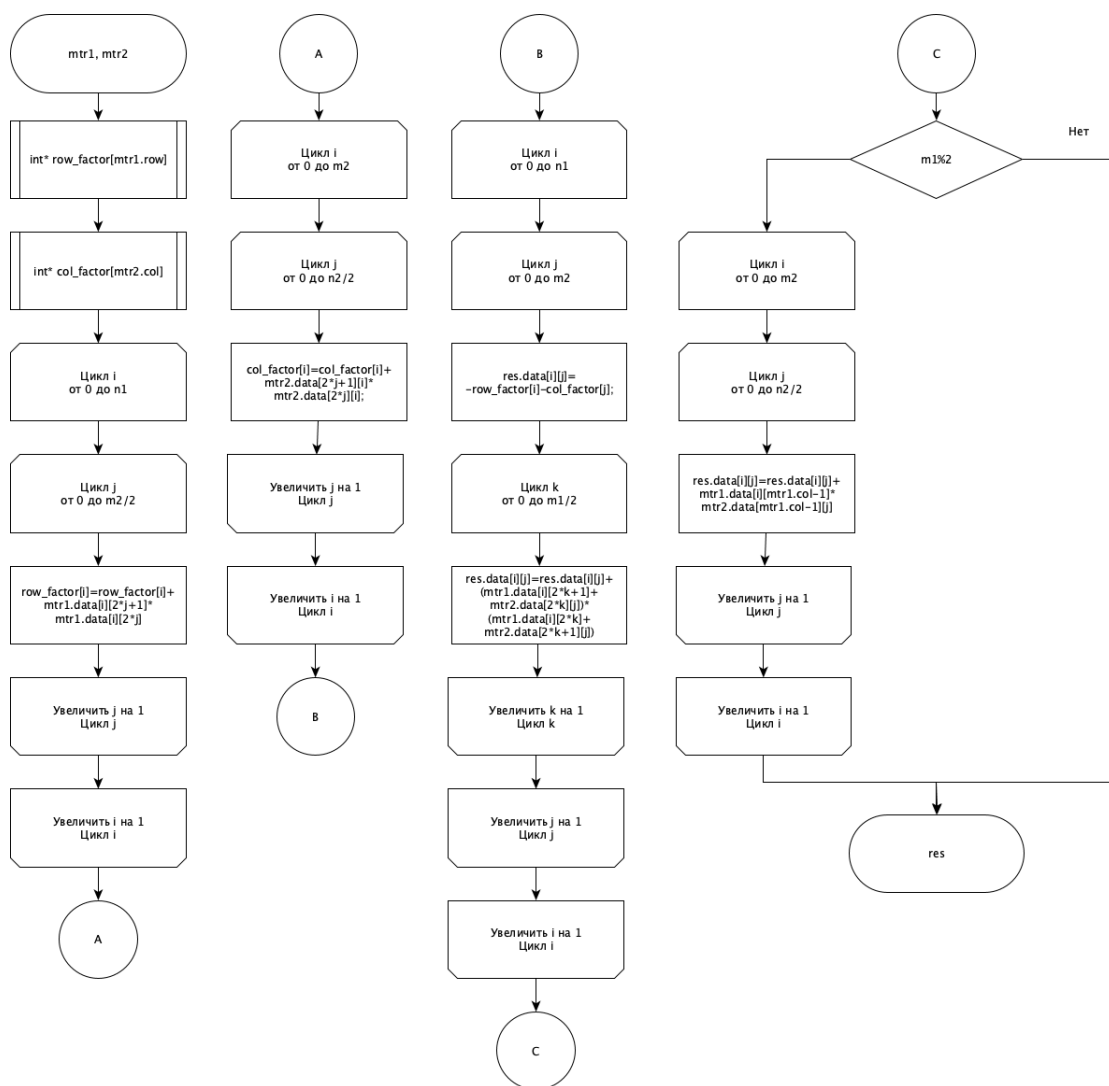 mtr1, mtr2
int* row_factor[mtr1.row]
int* col_factor[mtr2.col]
Цикл i
от 0 до n1
Цикл j
от 0 до m2/2
row_factor[i]=row_factor[i]+
mtr1.data[i][2*j+1]*
mtr1.data[i][2*j]
Увеличить j на 1
Цикл j
Увеличить i на 1
Цикл i
A
A
Цикл i
от 0 до m2
Цикл j
от 0 до n2/2
col_factor[i]=col_factor[i]+
mtr2.data[2*j+1][i]*
mtr2.data[2*j][i];
Увеличить j на 1
Цикл j
Увеличить i на 1
Цикл i
B
B
Цикл i
от 0 до n1
Цикл j
от 0 до m2
res.data[i][j]=
-row_factor[i]-col_factor[j];
Цикл k
от 0 до m1/2
res.data[i][j]=res.data[i][j]+
(mtr1.data[i][2*k+1]+
mtr2.data[2*k][j])*
(mtr1.data[i][2*k]+
mtr2.data[2*k+1][j])
Увеличить k на 1
Цикл k
Увеличить j на 1
Цикл j
Увеличить i на 1
Цикл i
C
C
m1%2
Нет
Цикл i
от 0 до m2
Цикл j
от 0 до n2/2
res.data[i][j]=res.data[i][j]+
mtr1.data[i][mtr1.col-1]*
mtr2.data[mtr1.col-1][j]
Увеличить j на 1
Цикл j
Увеличить i на 1
Цикл i
res